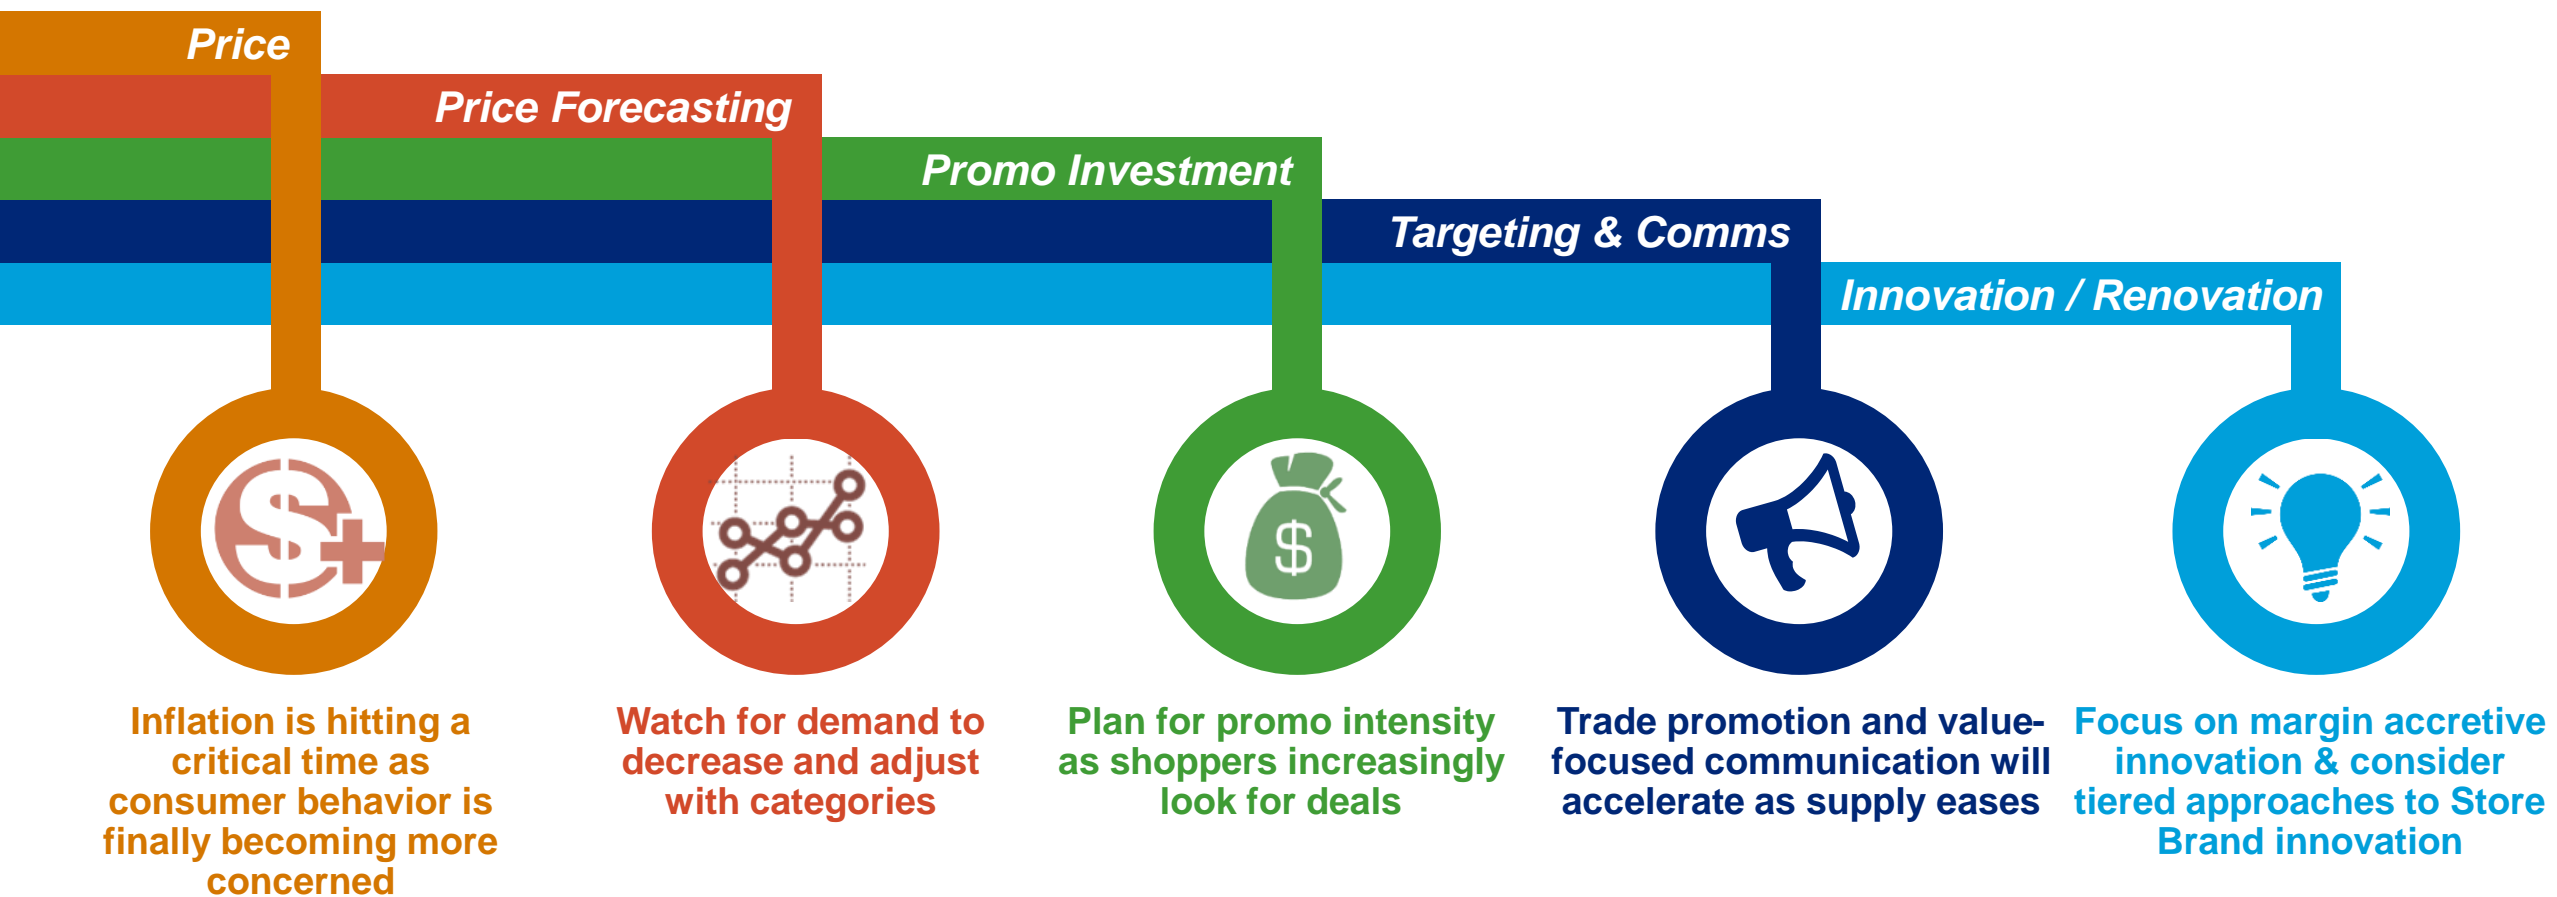 Price
Price Forecasting
Promo Investment
Targeting & Comms
Innovation / Renovation
$
$
Inflation is hitting a
critical time as
consumer behavior is
finally becoming more
concerned
Watch for demand to
decrease and adjust
with categories
Plan for promo intensity
as shoppers increasingly
look for deals
Trade promotion and value-
focused communication will
accelerate as supply eases
Focus on margin accretive
innovation & consider
tiered approaches to Store
Brand innovation